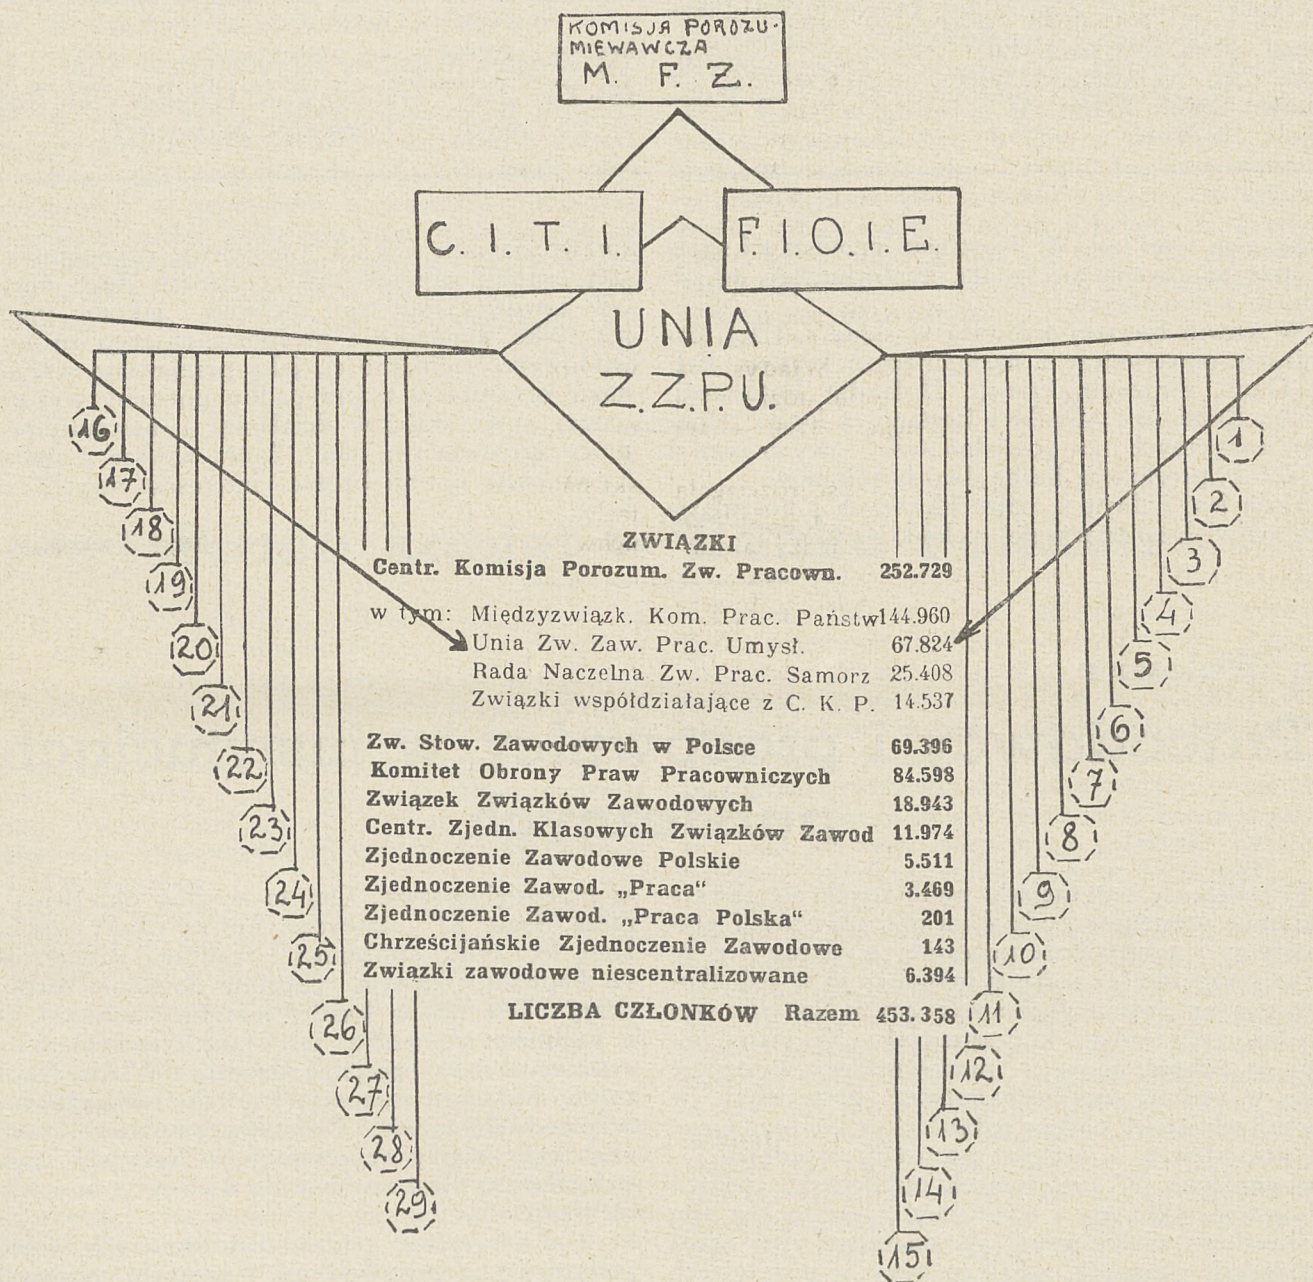 KOMISJA POROZU-
MIEWAWCZA
M. F. Z.
C. I. T. I.
F. I. O. I. E.
UNIA
Z.Z.P.U.
16
17
18
19
20
21
22
23
24
25
26
27
28
29
1
2
3
4
5
6
7
8
9
10
11
12
13
14
15
ZWIĄZKI
Centr. Komisja Porozum. Zw. Pracown. 252.729
w tym: Międzyzwiązk. Kom. Prac. Państw 144.960
Unia Zw. Zaw. Prac. Umysł. 67.824
Rada Naczelna Zw. Prac. Samorz 25.408
Związki współdziałające z C. K. P. 14.537
Zw. Stow. Zawodowych w Polsce 69.396
Komitet Obrony Praw Pracowniczych 84.598
Związek Związków Zawodowych 18.943
Centr. Zjedn. Klasowych Związków Zawod 11.974
Zjednoczenie Zawodowe Polskie 5.511
Zjednoczenie Zawod. „Praca“ 3.469
Zjednoczenie Zawod. „Praca Polska“ 201
Chrześcijańskie Zjednoczenie Zawodowe 143
Związki zawodowe niescentralizowane 6.394
LICZBA CZŁONKÓW Razem 453.358